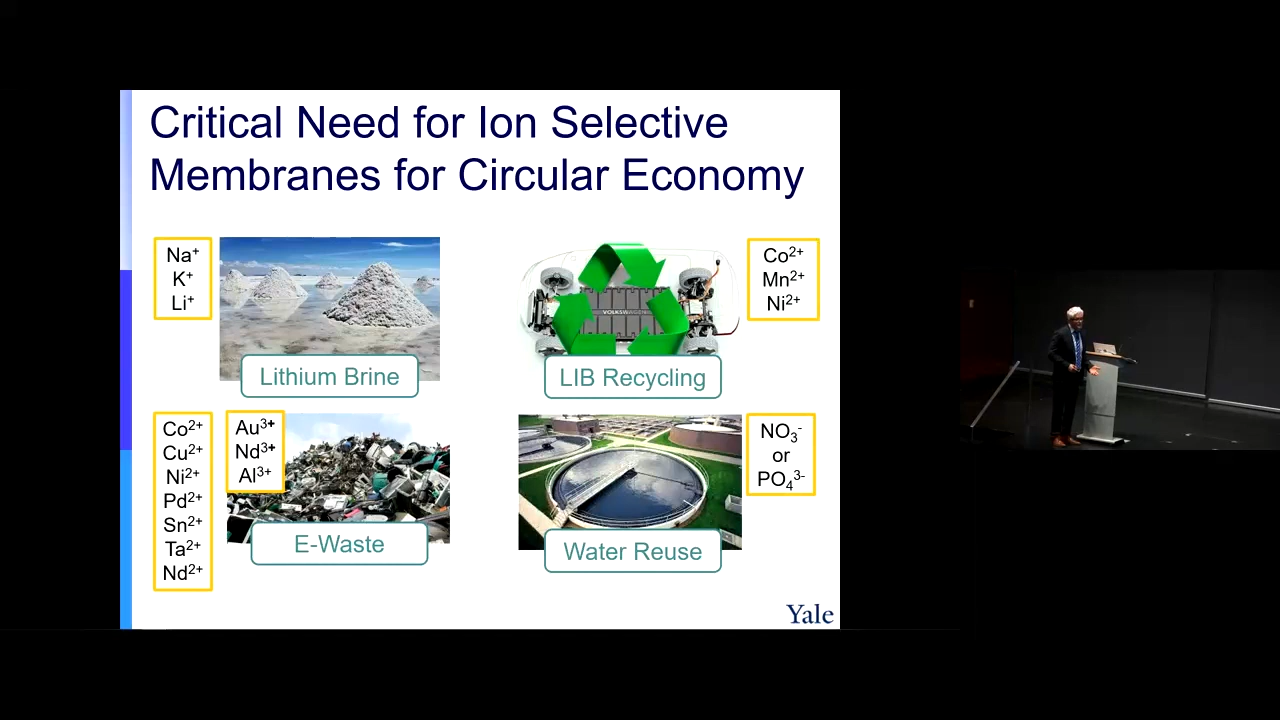 Critical Need for Ion Selective
Membranes for Circular Economy
Na⁺
K⁺
Li⁺
Lithium Brine
VOLKSWAGEN
Co²⁺
Mn²⁺
Ni²⁺
LIB Recycling
Co²⁺
Cu²⁺
Ni²⁺
Pd²⁺
Sn²⁺
Ta²⁺
Nd²⁺
Au³⁺
Nd³⁺
Al³⁺
E-Waste
NO₃⁻
or
PO₄³⁻
Water Reuse
Yale